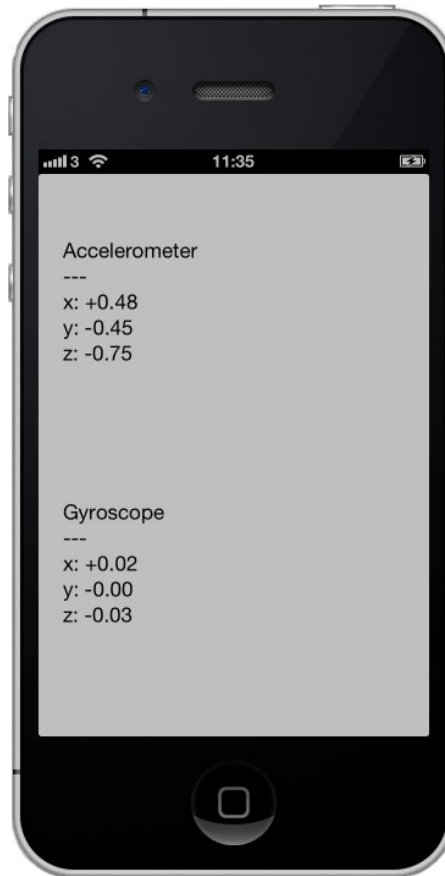 3 11:35
Accelerometer
---
x: +0.48
y: -0.45
z: -0.75
Gyroscope
---
x: +0.02
y: -0.00
z: -0.03